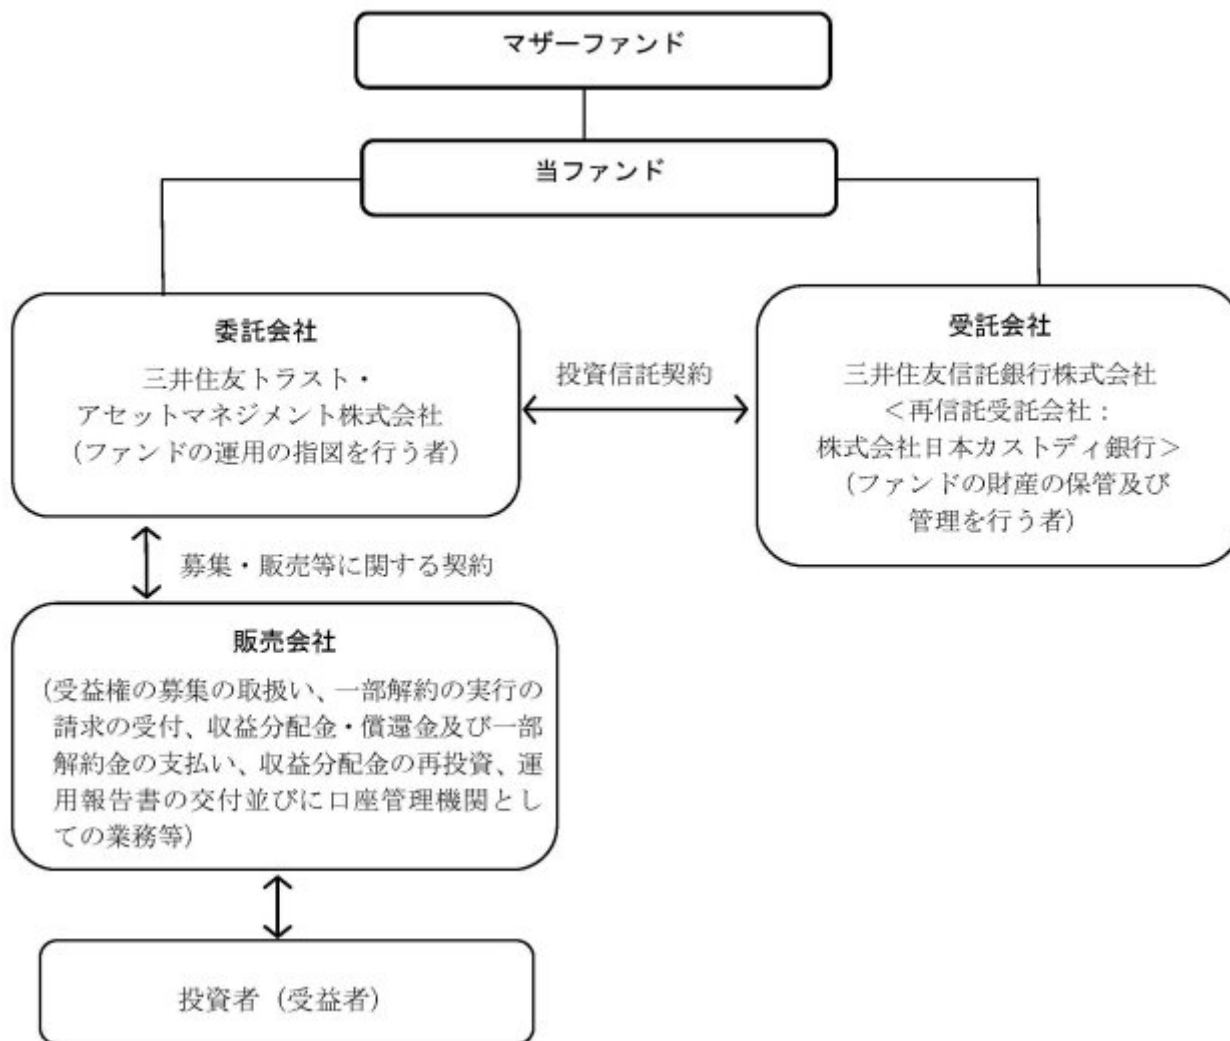 マザーファンド
当ファンド
委託会社
三井住友トラスト・
アセットマネジメント株式会社
（ファンドの運用の指図を行う者）
投資信託契約
受託会社
三井住友信託銀行株式会社
＜再信託受託会社：
株式会社日本カストディ銀行＞
（ファンドの財産の保管及び
管理を行う者）
募集・販売等に関する契約
販売会社
（受益権の募集の取扱い、一部解約の実行の
請求の受付、収益分配金・償還金及び一部
解約金の支払い、収益分配金の再投資、運
用報告書の交付並びに口座管理機関とし
ての業務等）
投資者（受益者）